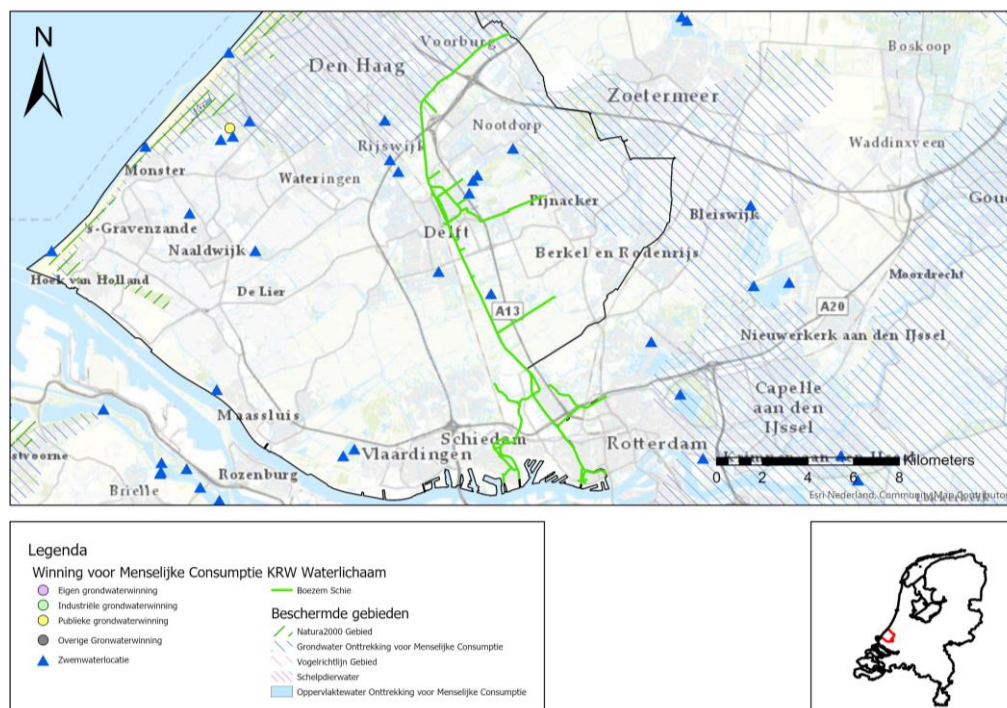 N
Voorburg
Den Haag
Boskoop
Zoetermeer
Nootdorp
Waddinxveen
Rijswijk
Monster
Wateringen
Pijnacker
Bleiswijk
's-Gravenzande
Delft
Naaldwijk
Berkel en Rodenrijs
Hoek van Holland
Moordrecht
De Lier
A13
A20
Nieuwerkerk aan den IJssel
Capelle
aan den
IJssel
Maassluis
Schiedam
Rotterdam
Vlaardingen
Rozenburg
Brielle
Kilometers
0 2 4 8
Esri Nederland, Community Map Contributor
Legenda
Winning voor Menselijke Consumptie KRW Waterlichaam
Eigen grondwaterwinning
Industriële grondwaterwinning
Publieke grondwaterwinning
Overige Gronwaterwinning
Zwemwaterlocatie
Boezem Schie
Beschermde gebieden
Natura2000 Gebied
Grondwater Onttrekking voor Menselijke Consumptie
Vogelrichtlijn Gebied
Schelpdierwater
Oppervlaktewater Onttrekking voor Menselijke Consumptie